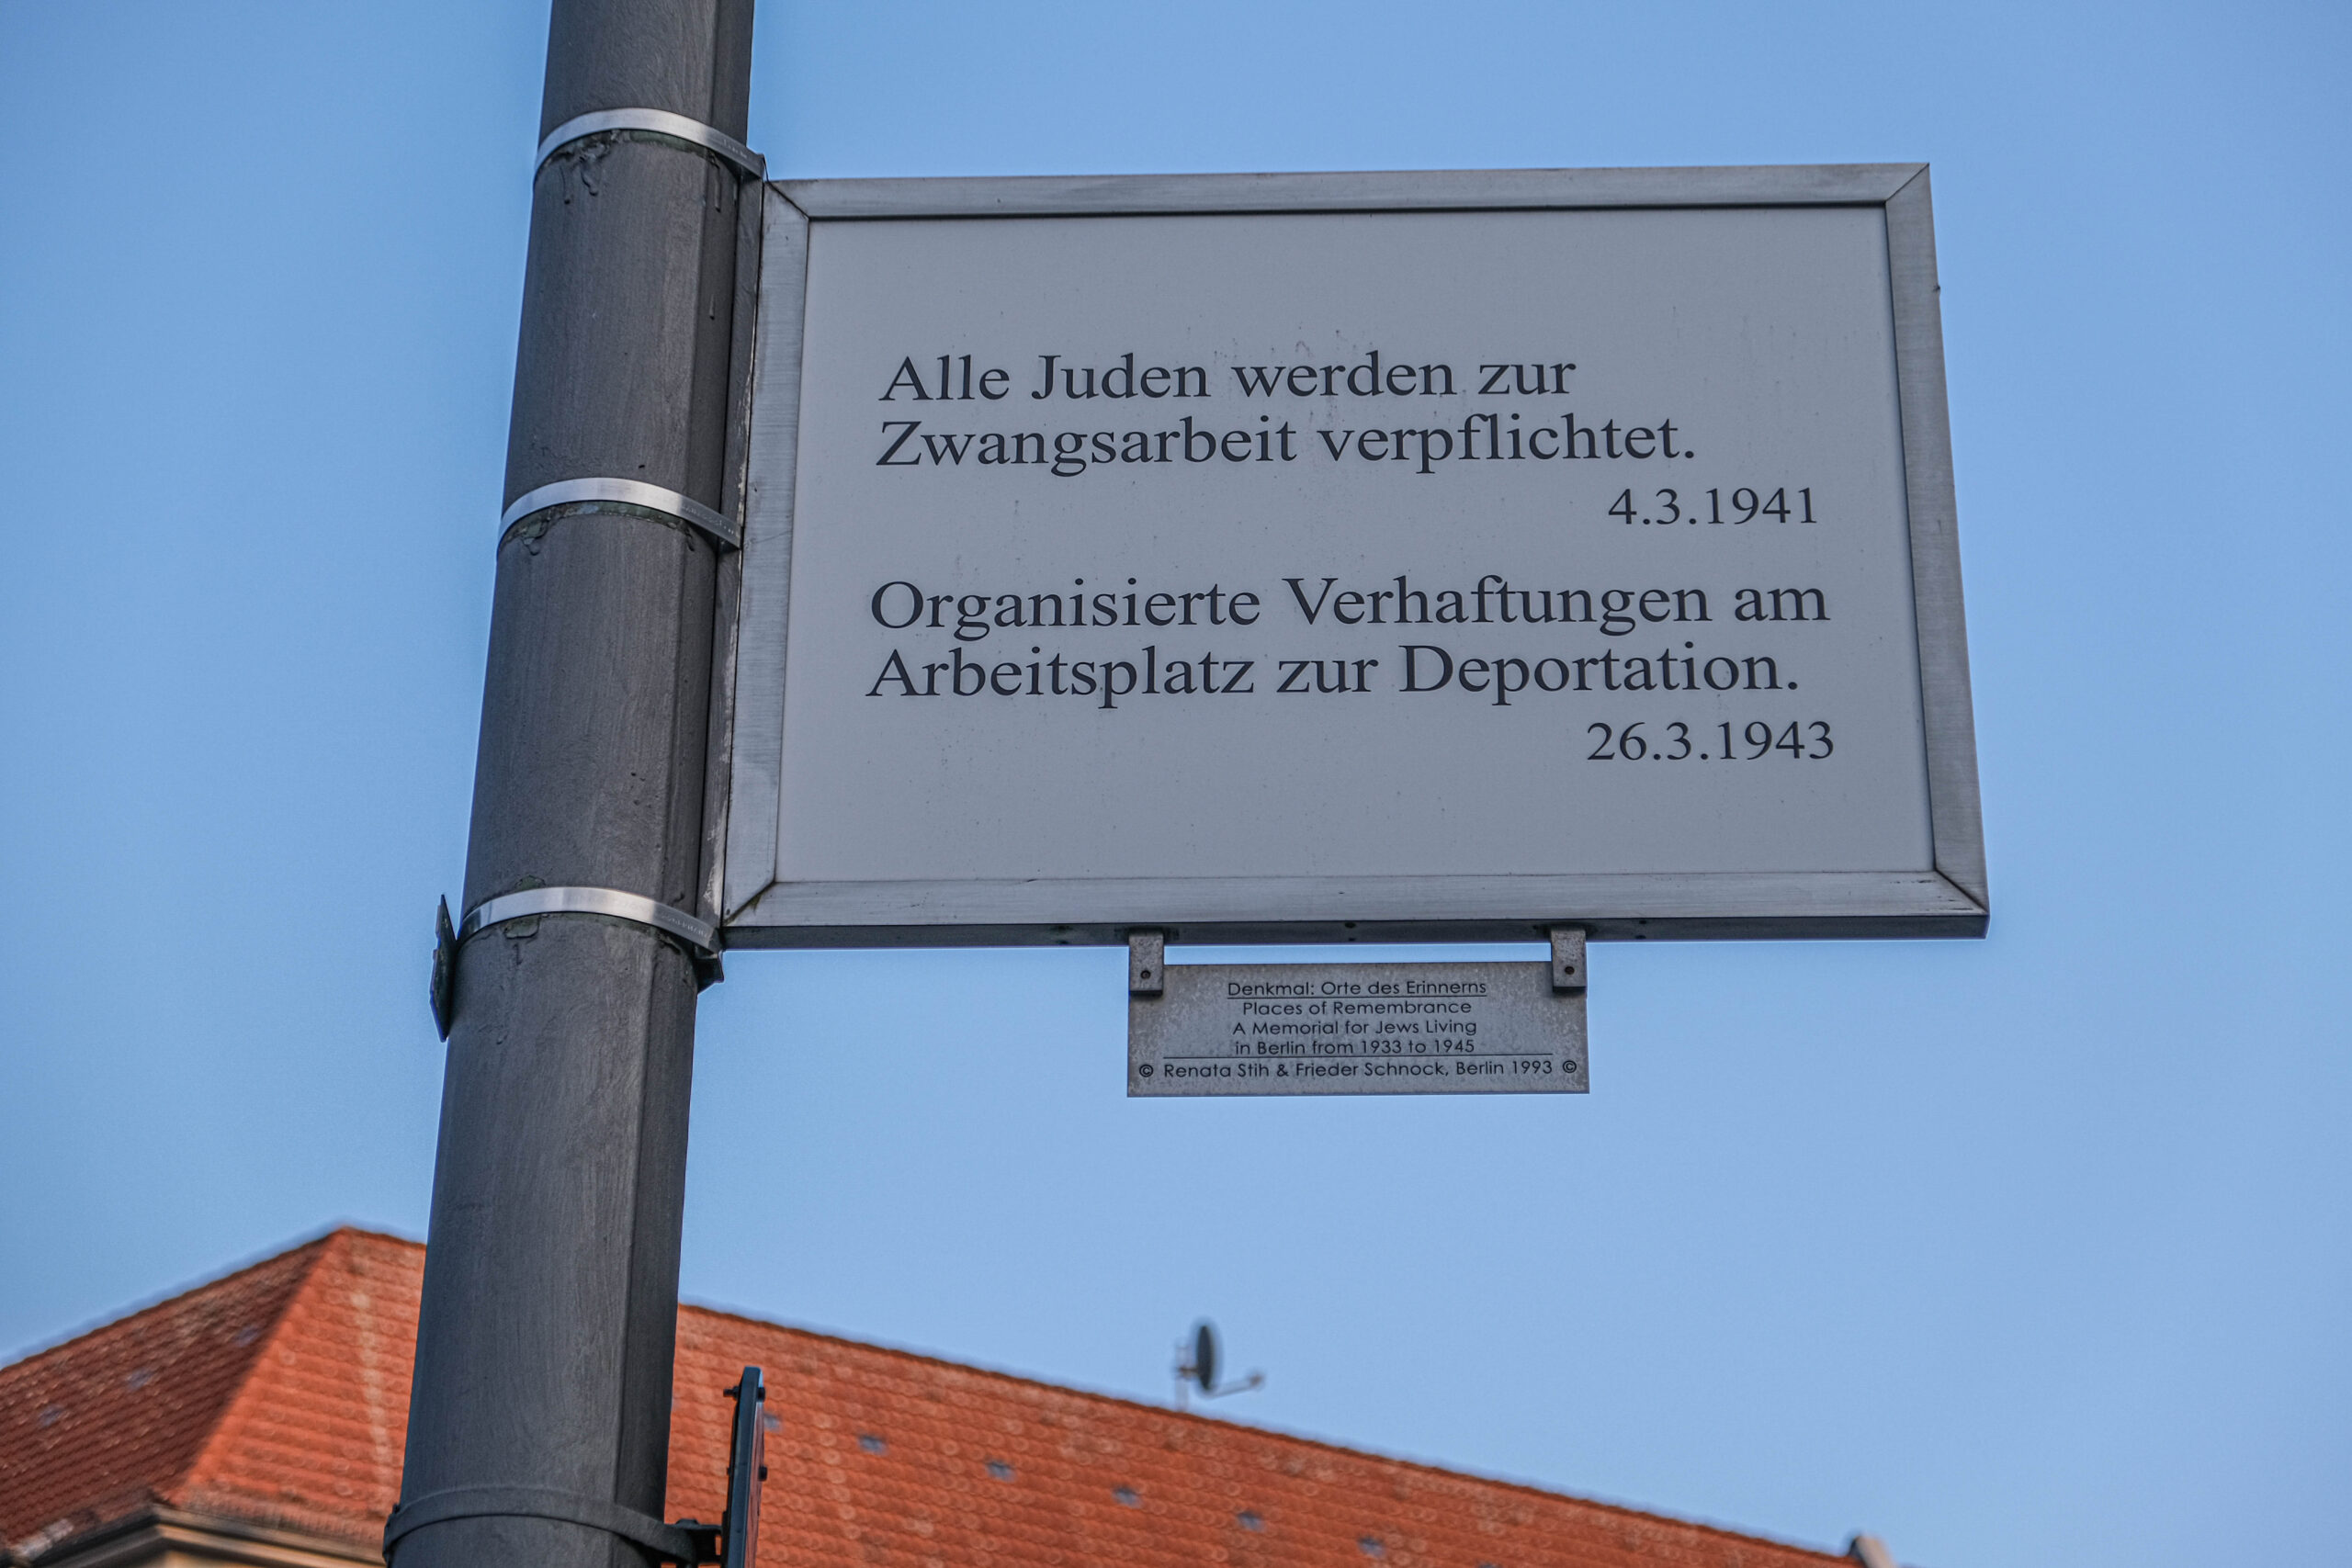 Alle Juden werden zur
Zwangsarbeit verpflichtet.
4.3.1941
Organisierte Verhaftungen am
Arbeitsplatz zur Deportation.
26.3.1943
Denkmal: Orte des Erinnerns
Places of Remembrance
A Memorial for Jews Living
in Berlin from 1933 to 1945
© Renata Stih & Frieder Schnock, Berlin 1993 ©